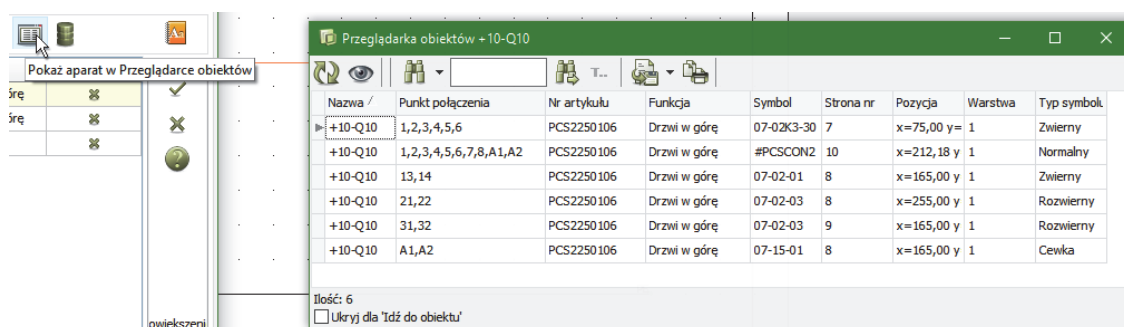 Przeglądarka obiektów +10-Q10
Pokaż aparat w Przeglądarce obiektów
T...
Nazwa Punkt połączenia Nr artykułu Funkcja Symbol Strona nr Pozycja Warstwa Typ symbolu
+10-Q10 1,2,3,4,5,6 PCS2250106 Drzwi w górę 07-02K3-30 7 x=75,00 y= 1 Zwierny
+10-Q10 1,2,3,4,5,6,7,8,A1,A2 PCS2250106 Drzwi w górę #PCSCON2 10 x=212,18 y 1 Normalny
+10-Q10 13,14 PCS2250106 Drzwi w górę 07-02-01 8 x=165,00 y 1 Zwierny
+10-Q10 21,22 PCS2250106 Drzwi w górę 07-02-03 8 x=255,00 y 1 Rozwierny
+10-Q10 31,32 PCS2250106 Drzwi w górę 07-02-03 9 x=165,00 y 1 Rozwierny
+10-Q10 A1,A2 PCS2250106 Drzwi w górę 07-15-01 8 x=165,00 y 1 Cewka
órę
órę
Ilość: 6
Ukryj dla 'Idź do obiektu'